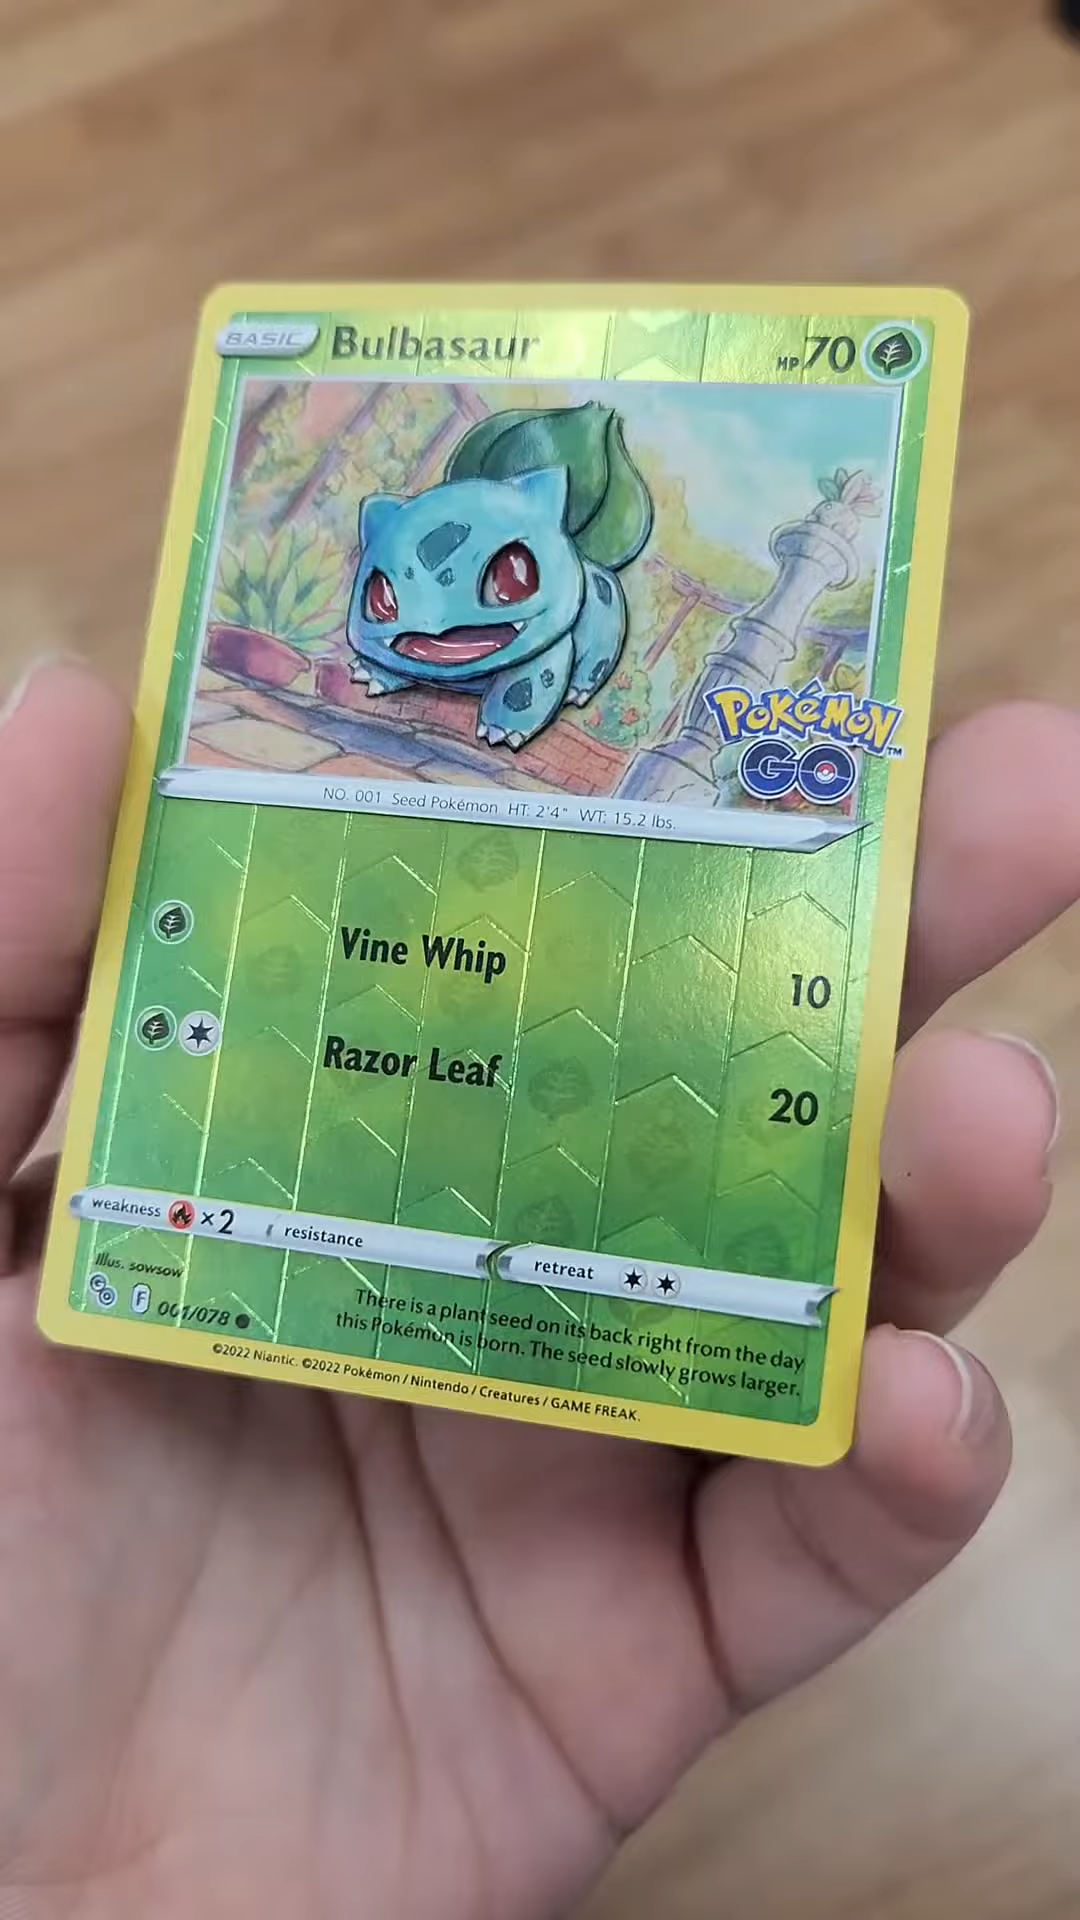 BASIC Bulbasaur HP 70
POKéMON
GO™
NO. 001 Seed Pokémon HT: 2'4" WT: 15.2 lbs.
Vine Whip 10
Razor Leaf 20
weakness ×2 resistance retreat
Illus. sowsow
GO F 001/078
There is a plant seed on its back right from the day
this Pokémon is born. The seed slowly grows larger.
©2022 Niantic. ©2022 Pokémon / Nintendo / Creatures / GAME FREAK.